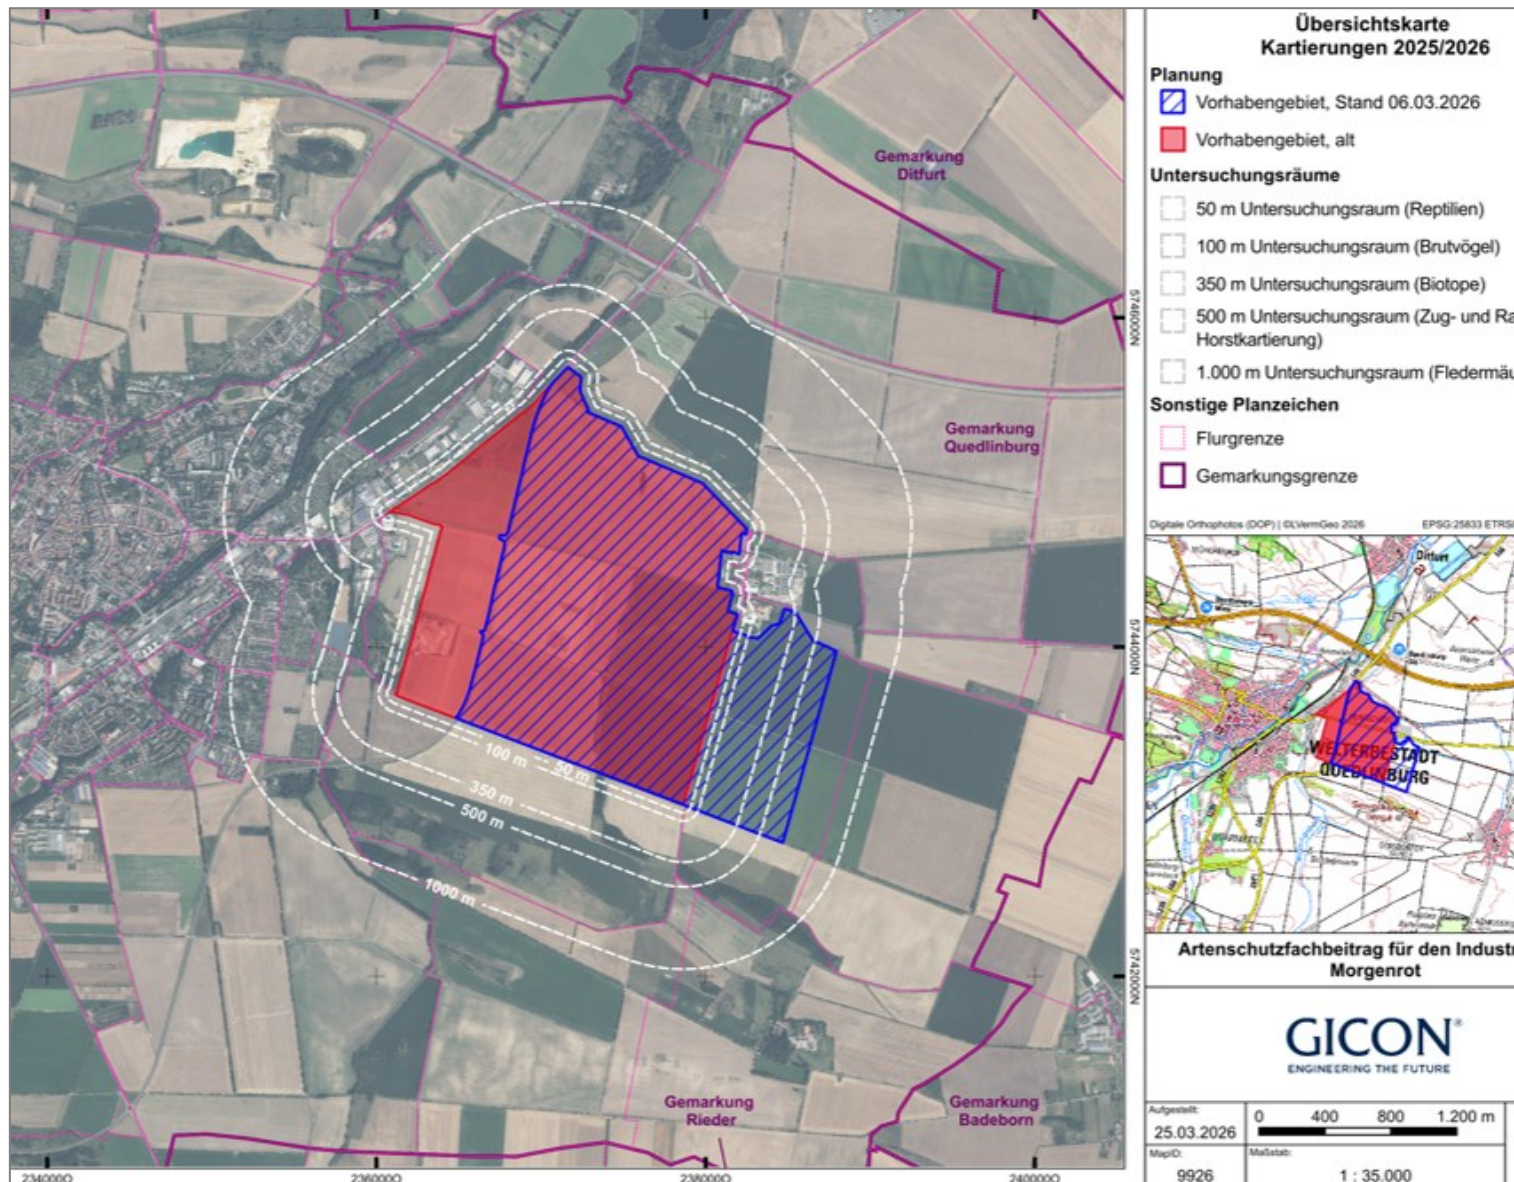 Übersichtskarte
Kartierungen 2025/2026
Planung
Vorhabengebiet, Stand 06.03.2026
Vorhabengebiet, alt
Untersuchungsräume
50 m Untersuchungsraum (Reptilien)
100 m Untersuchungsraum (Brutvögel)
350 m Untersuchungsraum (Biotope)
500 m Untersuchungsraum (Zug- und Ra
Horstkartierung)
1.000 m Untersuchungsraum (Fledermäu
Sonstige Planzeichen
Flurgrenze
Gemarkungsgrenze
Digitale Orthophotos (DOP) | ©LVermGeo 2026
EPSG:25833 ETRS
Gemarkung
Ditfurt
Gemarkung
Quedlinburg
Gemarkung
Rieder
Gemarkung
Badeborn
100 m
50 m
350 m
500 m
1000 m
5746000N
5744000N
5742000N
234000O
236000O
238000O
240000O
Ditfurt
WELTERBESTADT
QUEDLINBURG
Artenschutzfachbeitrag für den Industr
Morgenrot
GICON®
ENGINEERING THE FUTURE
Aufgestellt:
25.03.2026
0 400 800 1.200 m
MapID:
9926
Maßstab:
1 : 35.000